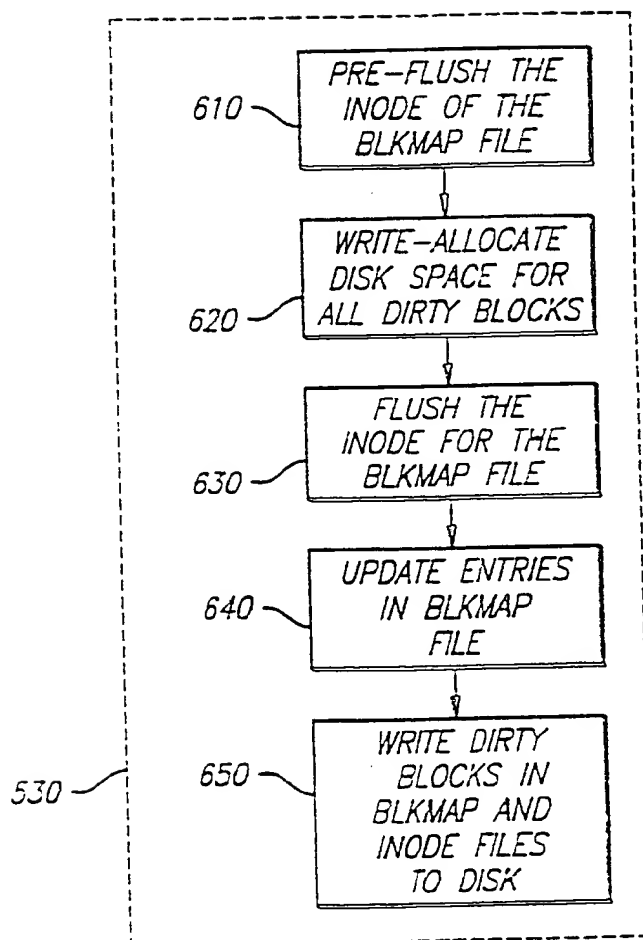 PRE-FLUSH THE
INODE OF THE
BLKMAP FILE
610
WRITE-ALLOCATE
DISK SPACE FOR
ALL DIRTY BLOCKS
620
FLUSH THE
INODE FOR THE
BLKMAP FILE
630
UPDATE ENTRIES
IN BLKMAP
FILE
640
WRITE DIRTY
BLOCKS IN
BLKMAP AND
INODE FILES
TO DISK
650
530